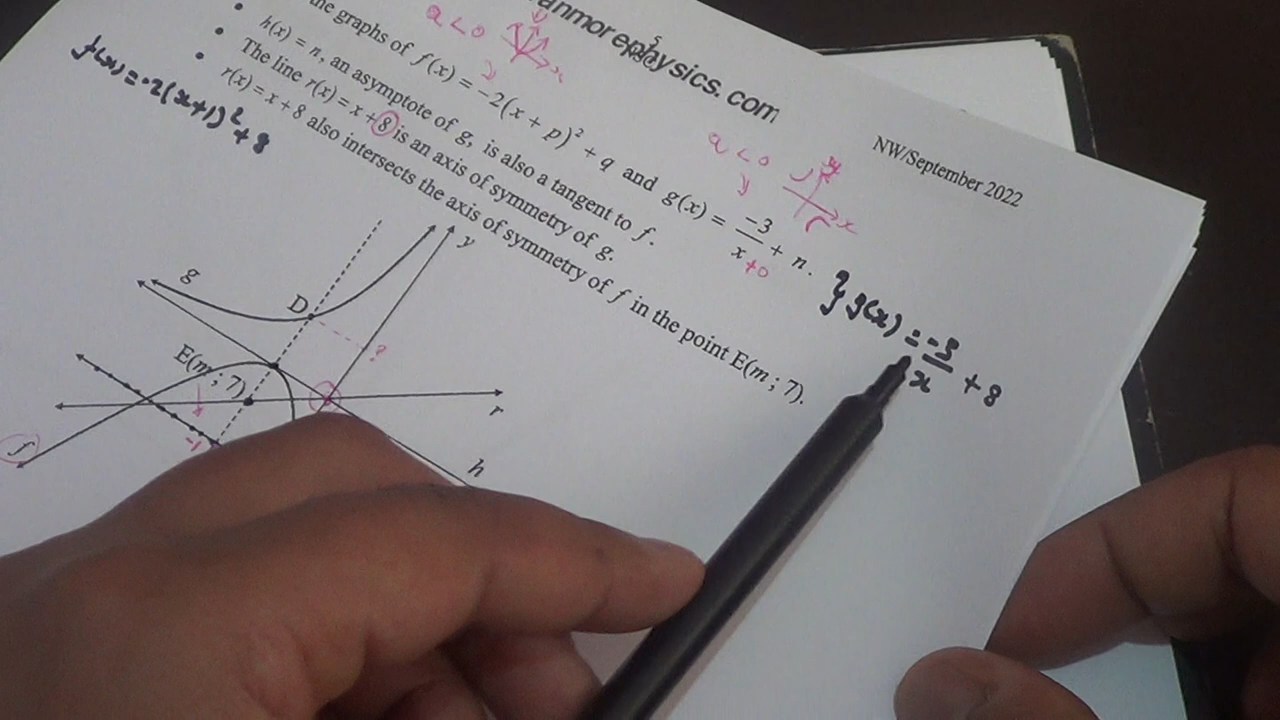 anmorephysics.com
NW/September 2022
the graphs of f(x) = −2(x + p)² + q and g(x) = −3/x + n.
h(x) = n, an asymptote of g, is also a tangent to f.
The line r(x) = x + 8 is an axis of symmetry of g.
r(x) = x + 8 also intersects the axis of symmetry of f in the point E(m ; 7).
a < 0
y
x
a < 0
y
x
+0
f(x) = -2(x+1)² + 8
} g(x) = -3/x + 8
g
y
D
?
E(m ; 7)
r
-1
f
h